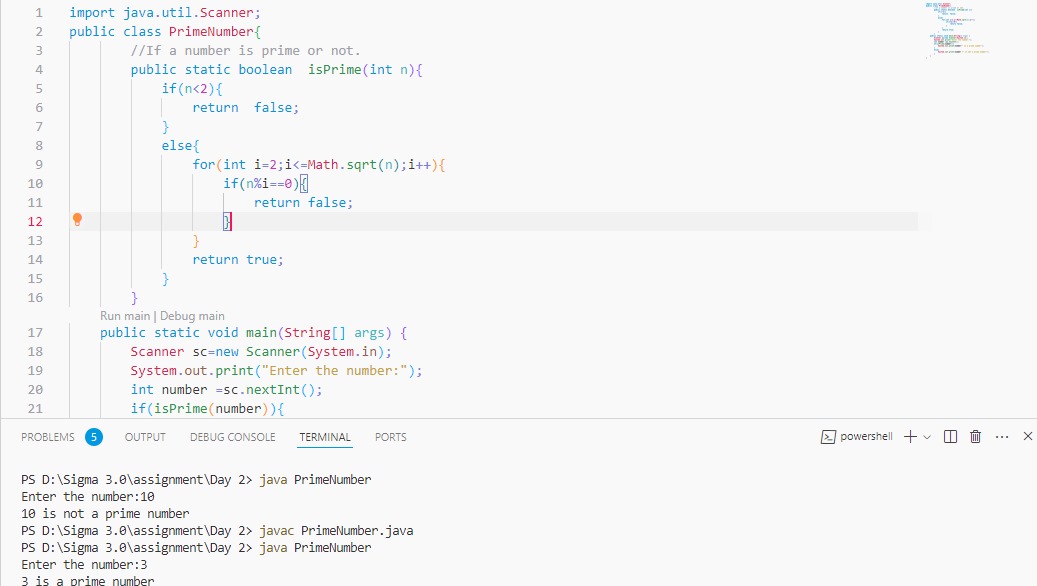 1 import java.util.Scanner;
2 public class PrimeNumber{
3 //If a number is prime or not.
4 public static boolean  isPrime(int n){
5 if(n<2){
6 return  false;
7 }
8 else{
9 for(int i=2;i<=Math.sqrt(n);i++){
10 if(n%i==0){
11 return false;
12 }
13 }
14 return true;
15 }
16 }
Run main | Debug main
17 public static void main(String[] args) {
18 Scanner sc=new Scanner(System.in);
19 System.out.print("Enter the number:");
20 int number =sc.nextInt();
21 if(isPrime(number)){
PROBLEMS 5 OUTPUT DEBUG CONSOLE TERMINAL PORTS powershell
PS D:\Sigma 3.0\assignment\Day 2> java PrimeNumber
Enter the number:10
10 is not a prime number
PS D:\Sigma 3.0\assignment\Day 2> javac PrimeNumber.java
PS D:\Sigma 3.0\assignment\Day 2> java PrimeNumber
Enter the number:3
3 is a prime number